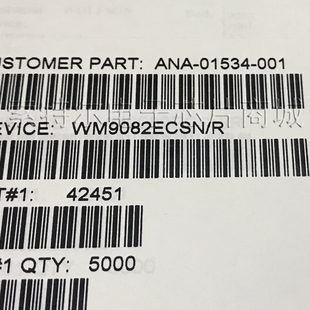 USTOMER PART: ANA-01534-001
EVICE: WM9082ECSN/R
T#1: 42451
#1 QTY: 5000